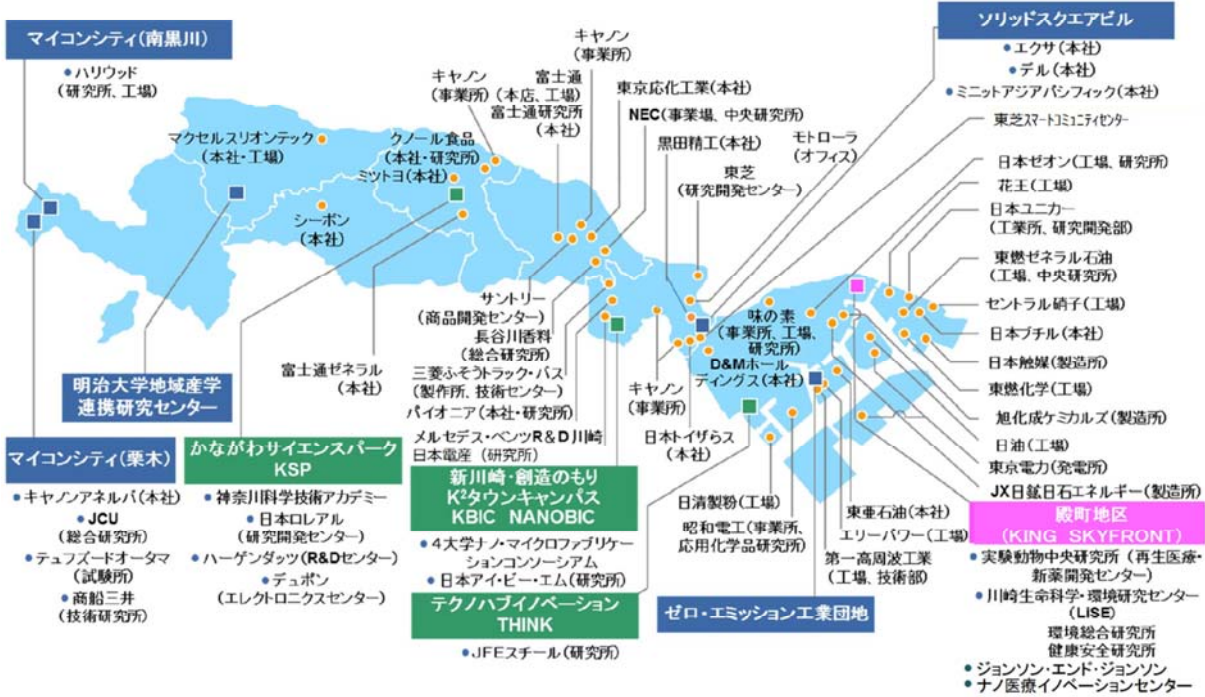 マイコンシティ(南黒川)
● ハリウッド
(研究所、工場)
マクセルスリオンテック
(本社・工場)
シーボン
(本社)
クノール食品
(本社・研究所)
ミツトヨ(本社)
キヤノン
(事業所)
富士通
(本店、工場)
富士通研究所
(本社)
キヤノン
(事業所)
東京応化工業(本社)
NEC(事業場、中央研究所)
黒田精工(本社)
モトローラ
(オフィス)
東芝
(研究開発センター)
ソリッドスクエアビル
● エクサ(本社)
● デル(本社)
● ミニットアジアパシフィック(本社)
東芝スマートコミュニティセンター
日本ゼオン(工場、研究所)
花王(工場)
日本ユニカー
(工業所、研究開発部)
東燃ゼネラル石油
(工場、中央研究所)
セントラル硝子(工場)
日本ブチル(本社)
日本触媒(製造所)
東燃化学(工場)
旭化成ケミカルズ(製造所)
日油(工場)
東京電力(発電所)
JX日鉱日石エネルギー(製造所)
味の素
(事業所、工場、
研究所)
D&Mホール
ディングス(本社)
サントリー
(商品開発センター)
長谷川香料
(総合研究所)
三菱ふそうトラック・バス
(製作所、技術センター)
パイオニア(本社・研究所)
メルセデス・ベンツR&D川崎
日本電産(研究所)
富士通ゼネラル
(本社)
キヤノン
(事業所)
日本トイザらス
(本社)
日清製粉(工場)
昭和電工(事業所、
応用化学品研究所)
東亜石油(本社)
エリーパワー(工場)
第一高周波工業
(工場、技術部)
明治大学地域産学
連携研究センター
マイコンシティ(栗木)
● キヤノンアネルバ(本社)
● JCU
(総合研究所)
● テュフズードオータマ
(試験所)
● 商船三井
(技術研究所)
かながわサイエンスパーク
KSP
● 神奈川科学技術アカデミー
● 日本ロレアル
(研究開発センター)
● ハーゲンダッツ(R&Dセンター)
● デュポン
(エレクトロニクスセンター)
新川崎・創造のもり
K²タウンキャンパス
KBIC NANOBIC
● 4大学ナノ・マイクロファブリケー
ションコンソーシアム
● 日本アイ・ビー・エム(研究所)
テクノハブイノベーション
THINK
● JFEスチール(研究所)
ゼロ・エミッション工業団地
殿町地区
(KING SKYFRONT)
● 実験動物中央研究所(再生医療・
新薬開発センター)
● 川崎生命科学・環境研究センター
(LiSE)
環境総合研究所
健康安全研究所
● ジョンソン・エンド・ジョンソン
● ナノ医療イノベーションセンター